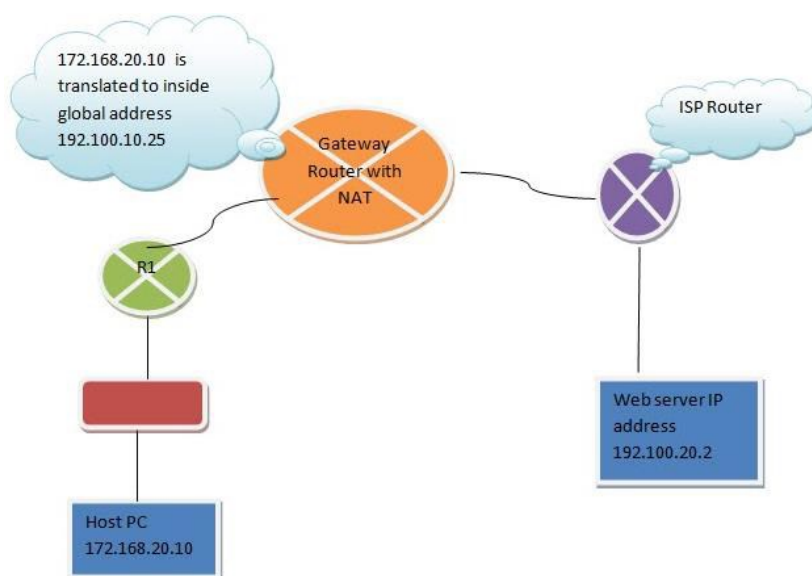 172.168.20.10 is
translated to inside
global address
192.100.10.25
Gateway
Router with
NAT
ISP Router
R1
Web server IP
address
192.100.20.2
Host PC
172.168.20.10